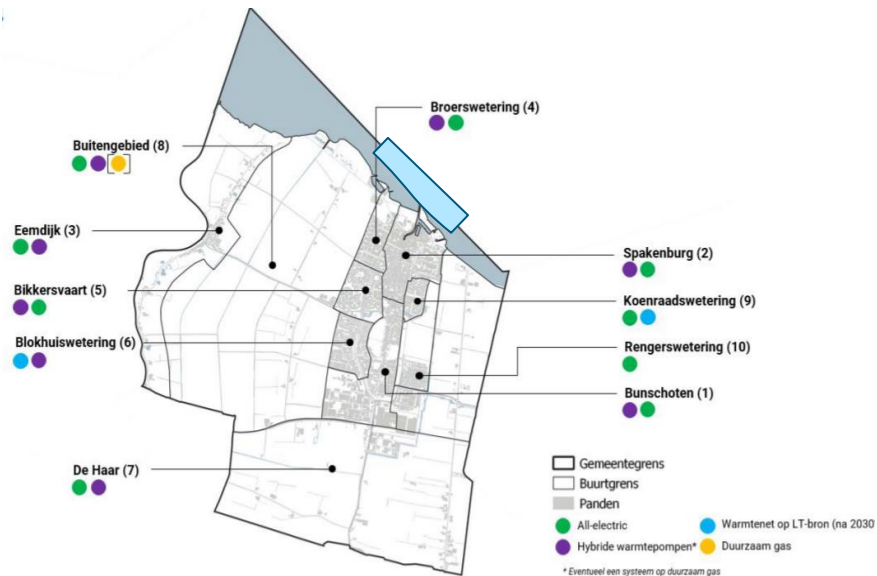 Broerswetering (4)
Buitengebied (8)
Eemdijk (3)
Spakenburg (2)
Bikkersvaart (5)
Koenraadswetering (9)
Blokhuiswetering (6)
Rengerswetering (10)
Bunschoten (1)
De Haar (7)
Gemeentegrens
Buurtgrens
Panden
All-electric
Warmtenet op LT-bron (na 2030
Hybride warmtepompen*
Duurzaam gas
* Eventueel een systeem op duurzaam gas